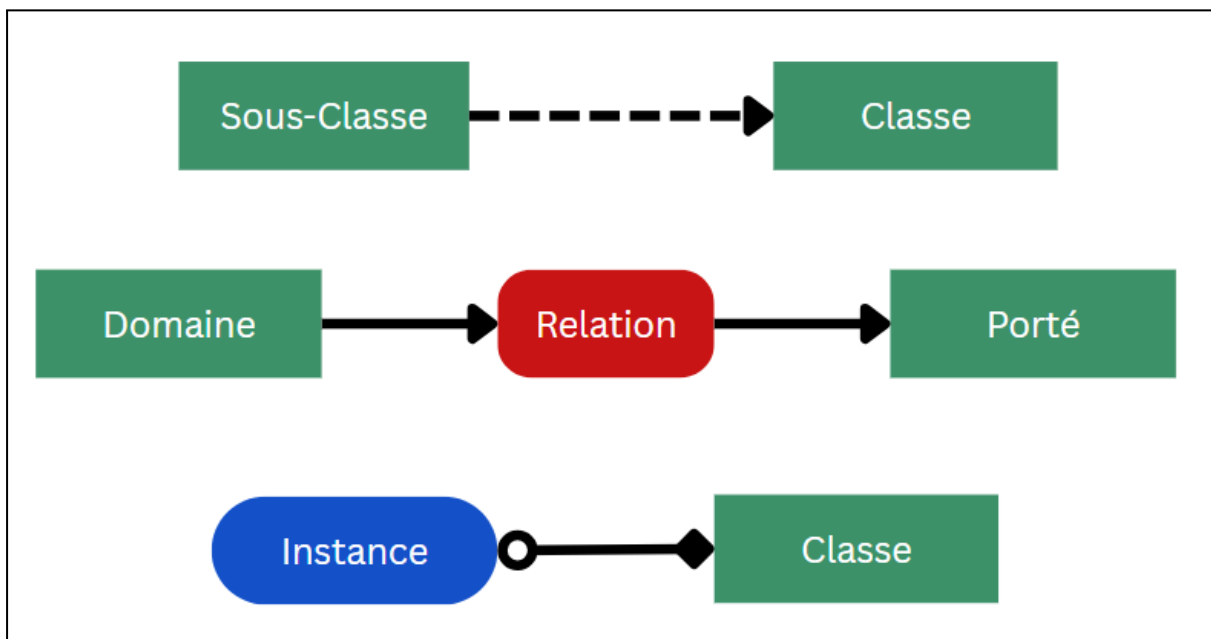 Sous-Classe
Classe
Domaine
Relation
Porté
Instance
Classe